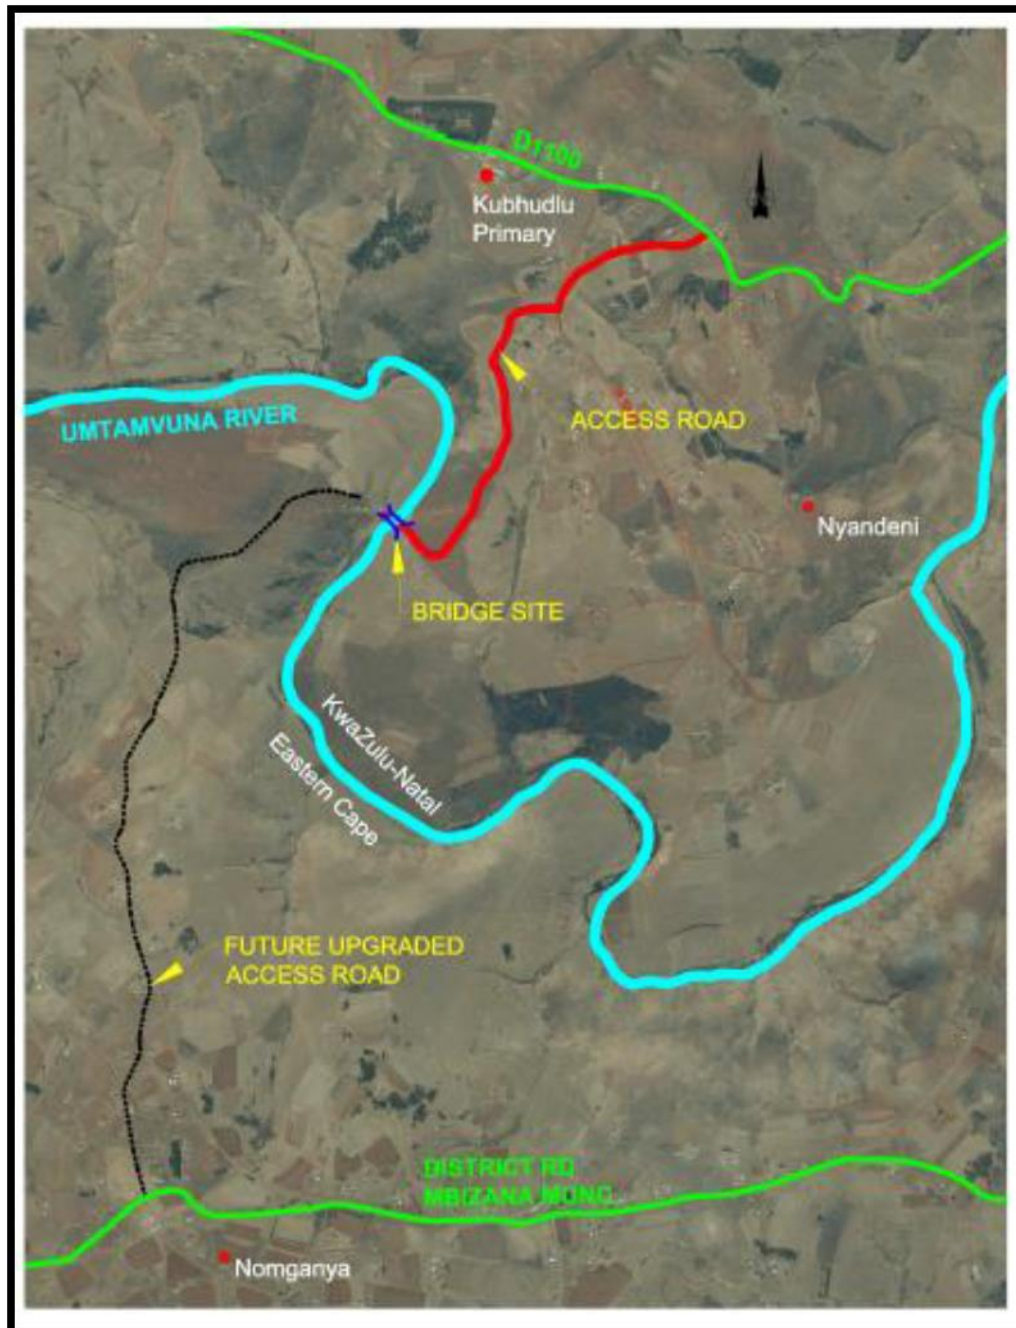 D1100
Kubhudlu
Primary
UMTAMVUNA RIVER
ACCESS ROAD
Nyandeni
BRIDGE SITE
KwaZulu-Natal
Eastern Cape
FUTURE UPGRADED
ACCESS ROAD
DISTRICT RD
MBIZANA MUNC
Nomganya